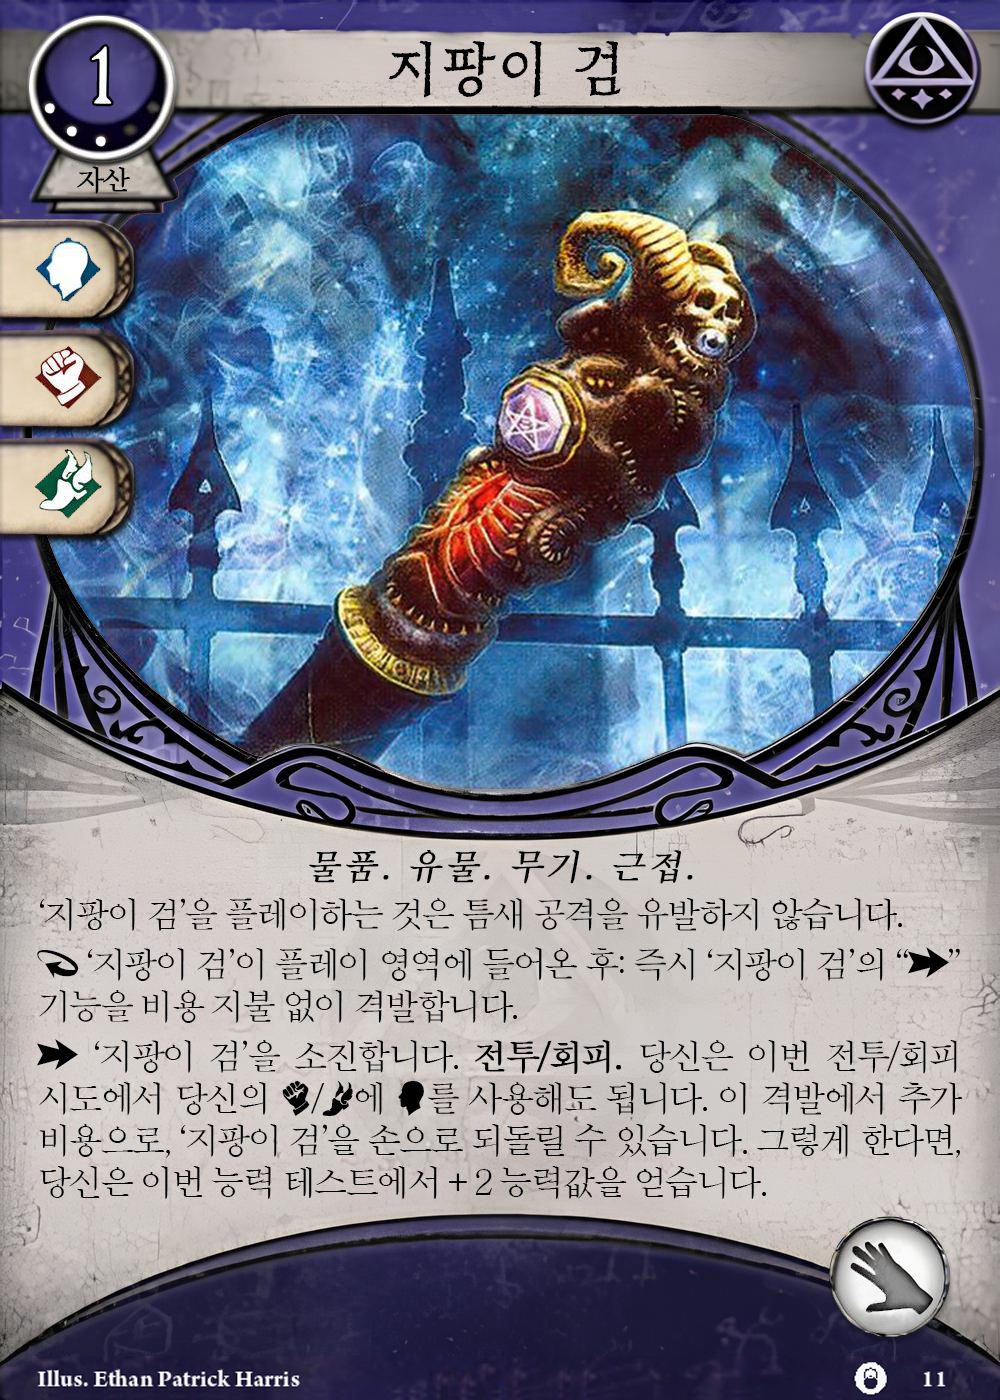 1
지팡이 검
자산
물품. 유물. 무기. 근접.
‘지팡이 검’을 플레이하는 것은 틈새 공격을 유발하지 않습니다.
‘지팡이 검’이 플레이 영역에 들어온 후: 즉시 ‘지팡이 검’의 “ ”
기능을 비용 지불 없이 격발합니다.
‘지팡이 검’을 소진합니다. 전투/회피. 당신은 이번 전투/회피
시도에서 당신의 / 에 를 사용해도 됩니다. 이 격발에서 추가
비용으로, ‘지팡이 검’을 손으로 되돌릴 수 있습니다. 그렇게 한다면,
당신은 이번 능력 테스트에서 +2 능력값을 얻습니다.
Illus. Ethan Patrick Harris
11